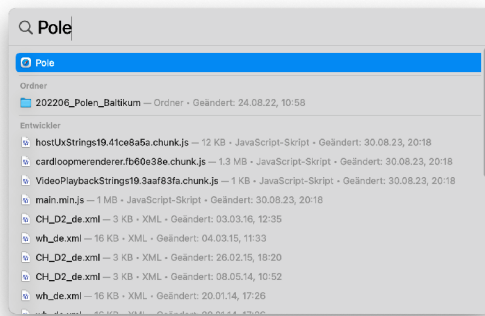 Pole
Pole
Ordner
202206_Polen_Baltikum — Ordner • Geändert: 24.08.22, 10:58
Entwickler
hostUxStrings19.41ce8a5a.chunk.js — 12 KB • JavaScript-Skript • Geändert: 30.08.23, 20:18
cardloopmerenderer.fb60e38e.chunk.js — 1.3 MB • JavaScript-Skript • Geändert: 30.08.23, 20:18
VideoPlaybackStrings19.3aaf83fa.chunk.js — 1 KB • JavaScript-Skript • Geändert: 30.08.23, 20:18
main.min.js — 1 MB • JavaScript-Skript • Geändert: 30.08.23, 20:18
CH_D2_de.xml — 3 KB • XML • Geändert: 03.03.16, 12:35
wh_de.xml — 16 KB • XML • Geändert: 04.03.15, 11:33
CH_D2_de.xml — 3 KB • XML • Geändert: 26.02.15, 18:20
CH_D2_de.xml — 3 KB • XML • Geändert: 08.05.14, 10:52
wh_de.xml — 16 KB • XML • Geändert: 20.01.14, 17:26